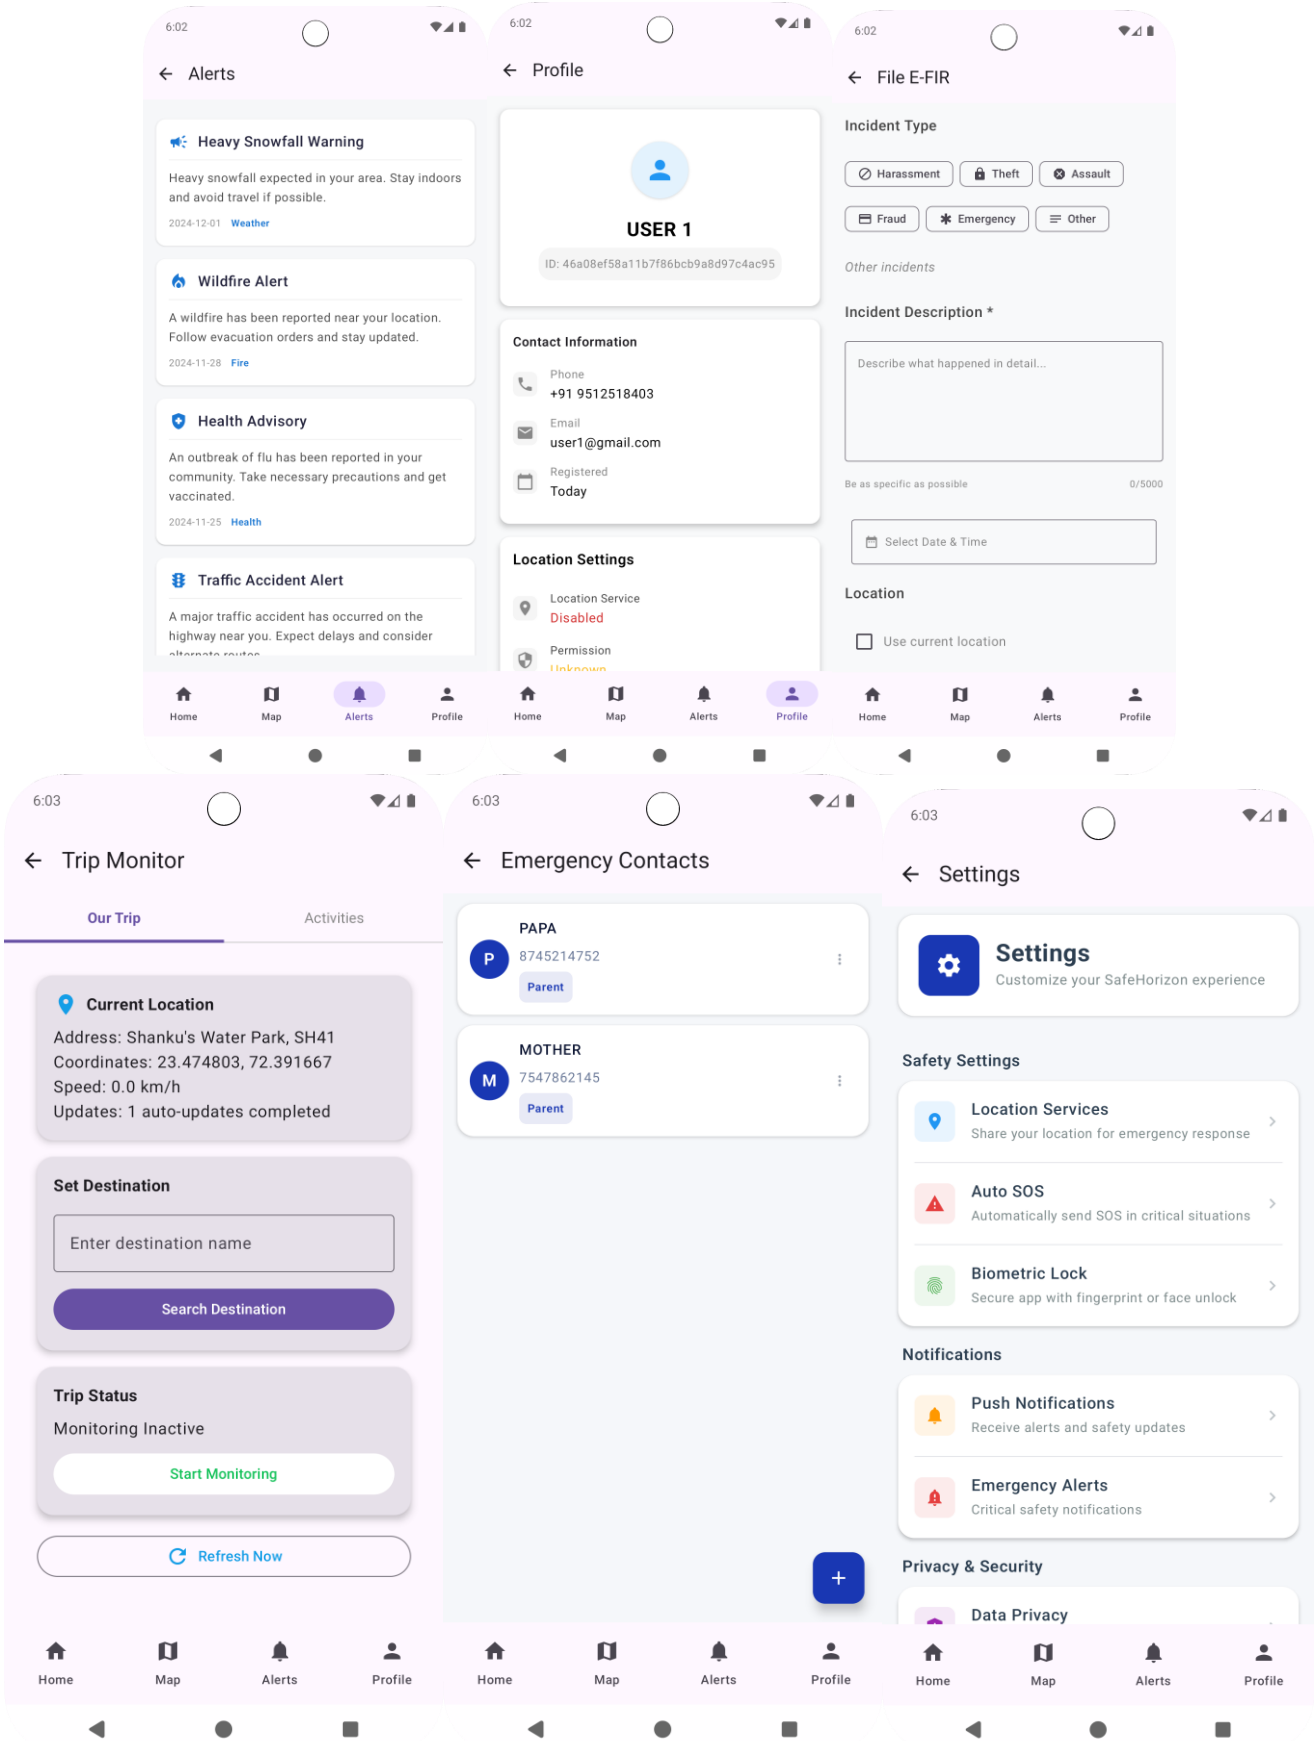 6:02
Alerts
Heavy Snowfall Warning
Heavy snowfall expected in your area. Stay indoors
and avoid travel if possible.
2024-12-01 Weather
Wildfire Alert
A wildfire has been reported near your location.
Follow evacuation orders and stay updated.
2024-11-28 Fire
Health Advisory
An outbreak of flu has been reported in your
community. Take necessary precautions and get
vaccinated.
2024-11-25 Health
Traffic Accident Alert
A major traffic accident has occurred on the
highway near you. Expect delays and consider
alternate routes.
Home Map Alerts Profile
6:02
Profile
USER 1
ID: 46a08ef58a11b7f86bcb9a8d97c4ac95
Contact Information
Phone
+91 9512518403
Email
user1@gmail.com
Registered
Today
Location Settings
Location Service
Disabled
Permission
Unknown
Home Map Alerts Profile
6:02
File E-FIR
Incident Type
Harassment Theft Assault
Fraud Emergency Other
Other incidents
Incident Description *
Describe what happened in detail...
Be as specific as possible 0/5000
Select Date & Time
Location
Use current location
Home Map Alerts Profile
6:03
Trip Monitor
Our Trip Activities
Current Location
Address: Shanku's Water Park, SH41
Coordinates: 23.474803, 72.391667
Speed: 0.0 km/h
Updates: 1 auto-updates completed
Set Destination
Enter destination name
Search Destination
Trip Status
Monitoring Inactive
Start Monitoring
Refresh Now
Home Map Alerts Profile
6:03
Emergency Contacts
PAPA
P 8745214752
Parent
MOTHER
M 7547862145
Parent
+
Home Map Alerts Profile
6:03
Settings
Settings
Customize your SafeHorizon experience
Safety Settings
Location Services
Share your location for emergency response
Auto SOS
Automatically send SOS in critical situations
Biometric Lock
Secure app with fingerprint or face unlock
Notifications
Push Notifications
Receive alerts and safety updates
Emergency Alerts
Critical safety notifications
Privacy & Security
Data Privacy
Home Map Alerts Profile